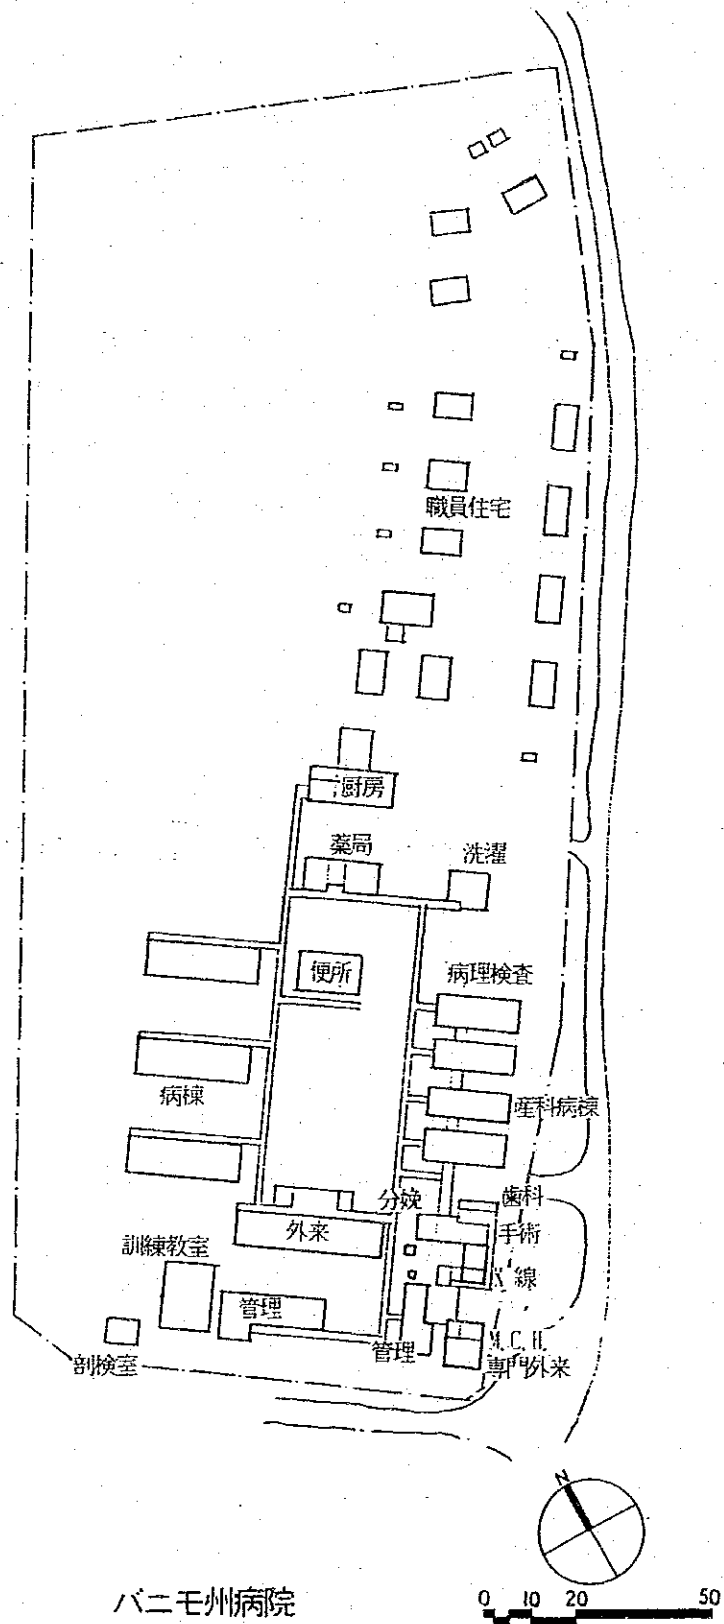 職員住宅
厨房
薬局
洗濯
便所
病理検査
病棟
産科病棟
分娩
歯科
外来
手術
訓練教室
X線
管理
管理
M.C.H.
専門外来
剖検室
N
バニモ州病院
0 10 20 50